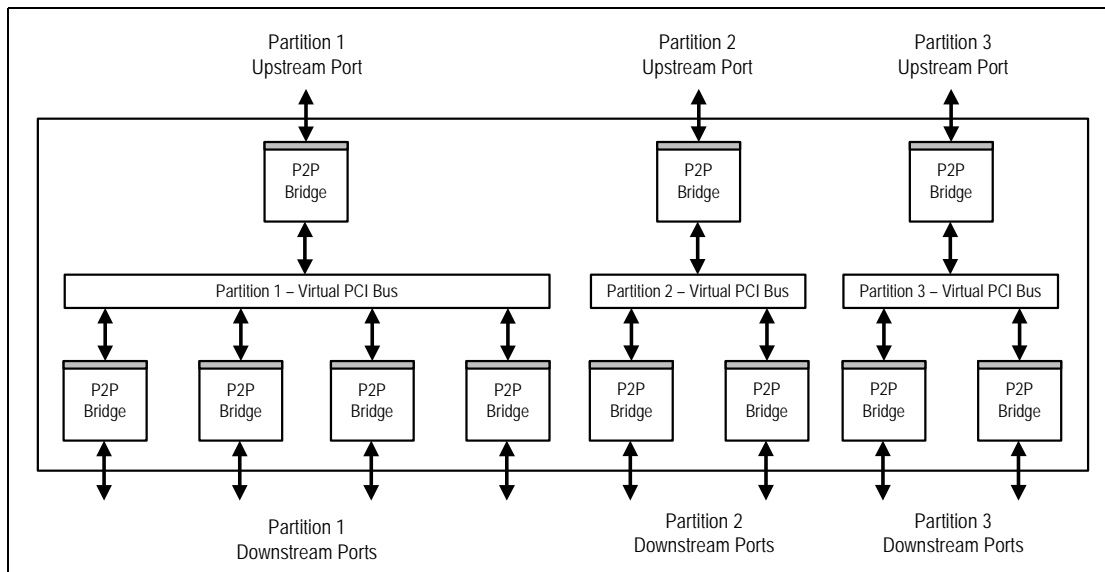 Partition 1
Upstream Port
Partition 2
Upstream Port
Partition 3
Upstream Port
P2P
Bridge
P2P
Bridge
P2P
Bridge
Partition 1 – Virtual PCI Bus
Partition 2 – Virtual PCI Bus
Partition 3 – Virtual PCI Bus
P2P
Bridge
P2P
Bridge
P2P
Bridge
P2P
Bridge
P2P
Bridge
P2P
Bridge
P2P
Bridge
P2P
Bridge
Partition 1
Downstream Ports
Partition 2
Downstream Ports
Partition 3
Downstream Ports